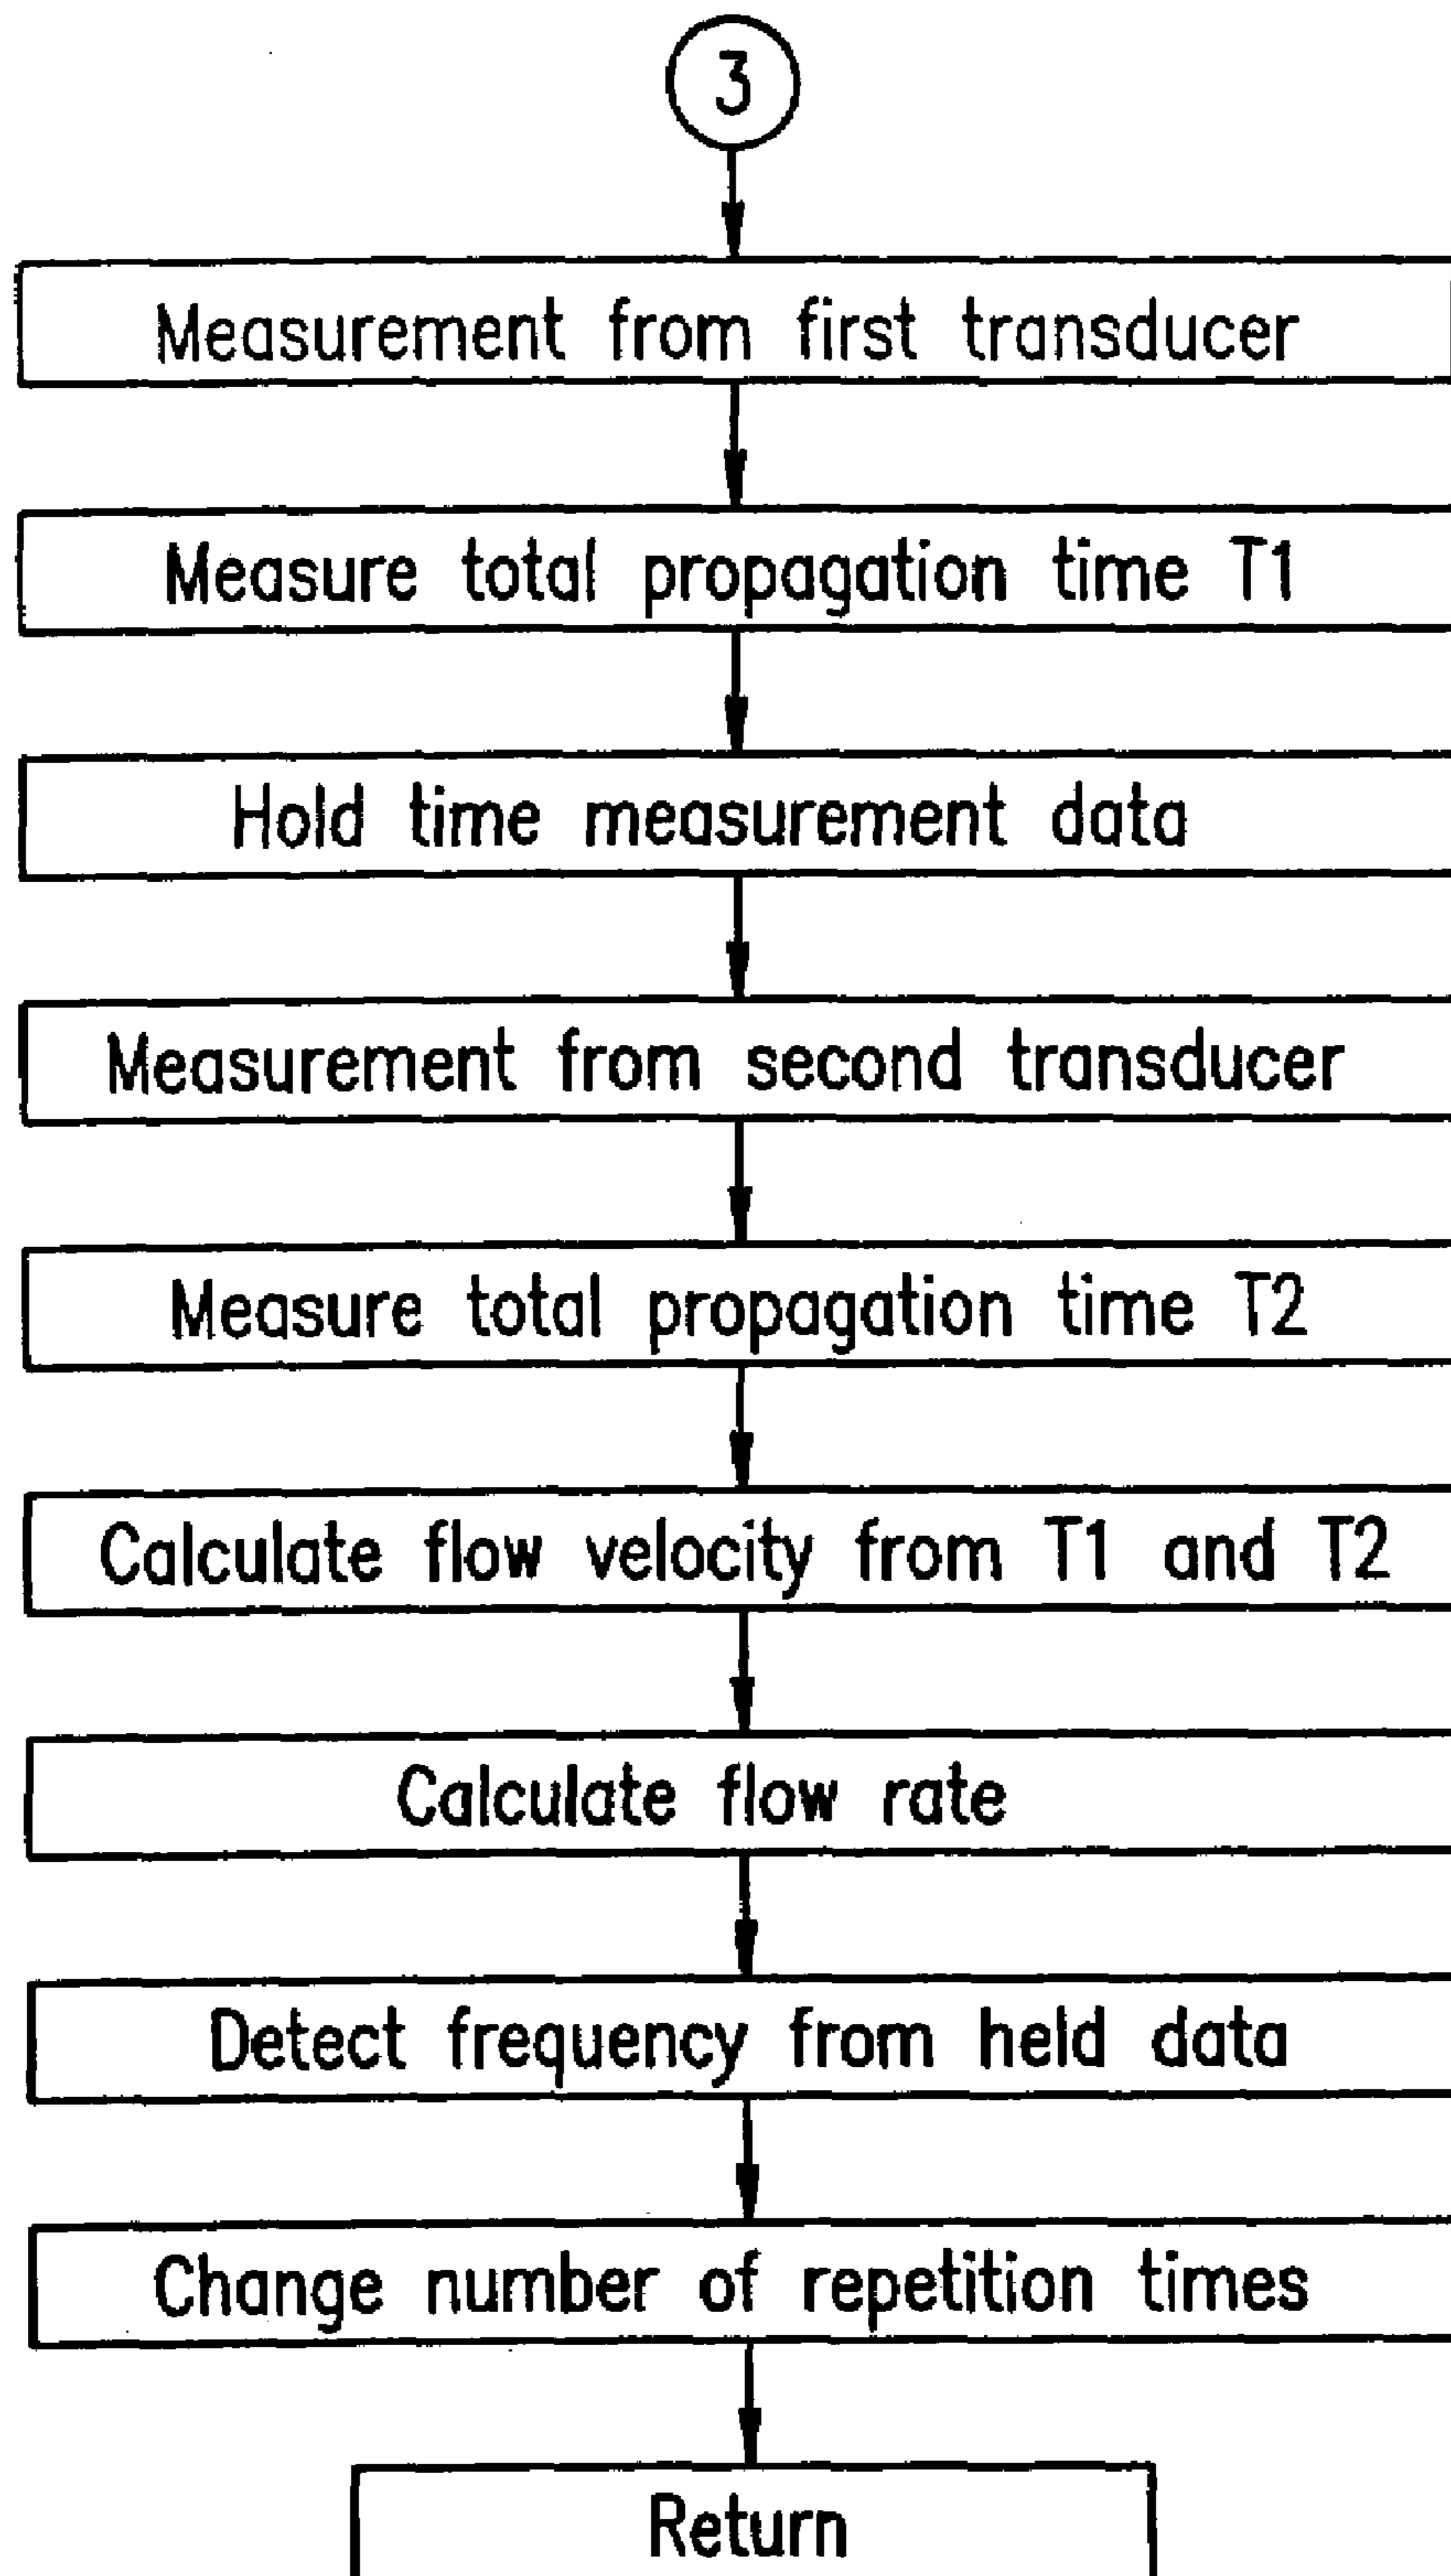 3
Measurement from first transducer
Measure total propagation time T1
Hold time measurement data
Measurement from second transducer
Measure total propagation time T2
Calculate flow velocity from T1 and T2
Calculate flow rate
Detect frequency from held data
Change number of repetition times
Return